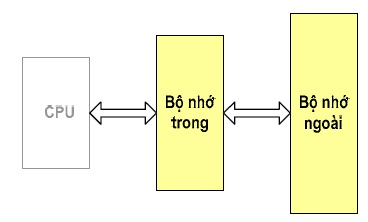 CPU
Bộ nhớ
trong
Bộ nhớ
ngoài